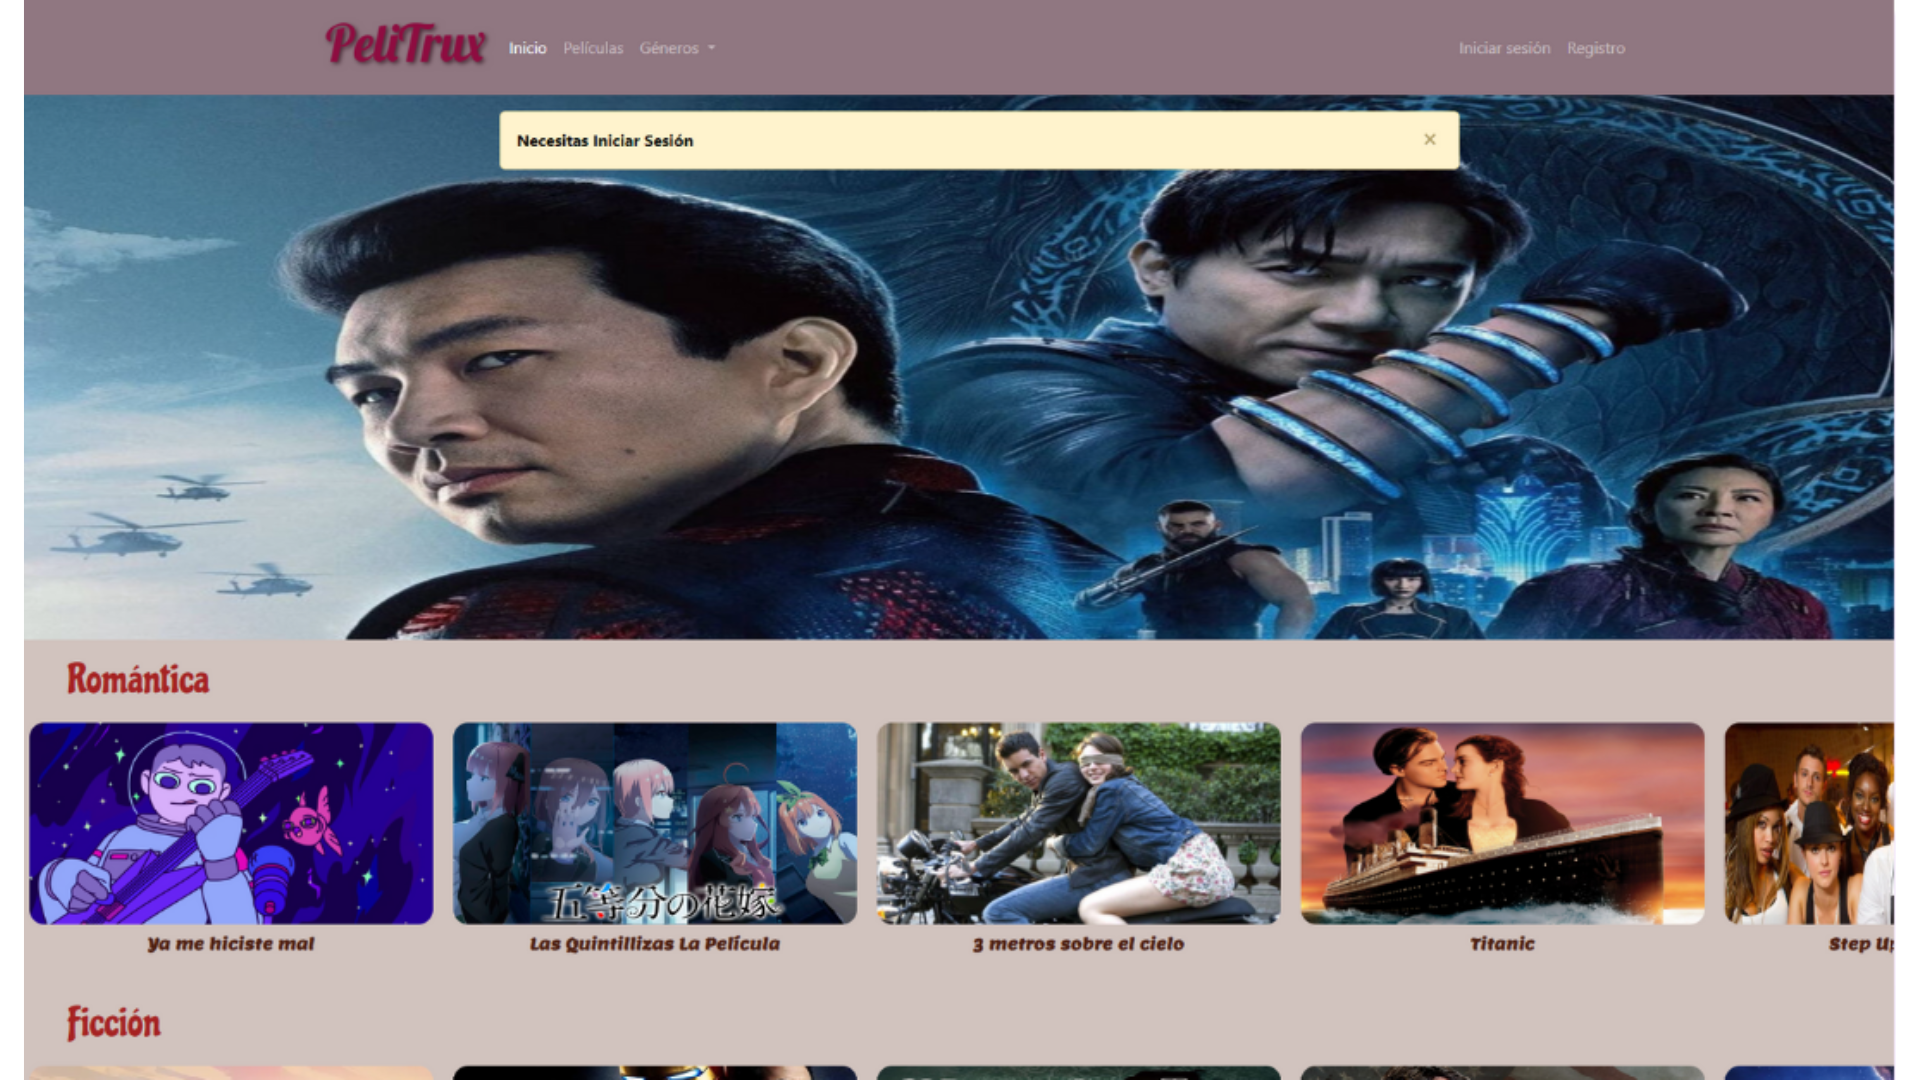 PeliTrux Inicio Películas Géneros Iniciar sesión Registro
Necesitas Iniciar Sesión ×
Romántica
五等分の花嫁
Ya me hiciste mal Las Quintillizas La Película 3 metros sobre el cielo Titanic Step Up
Ficción